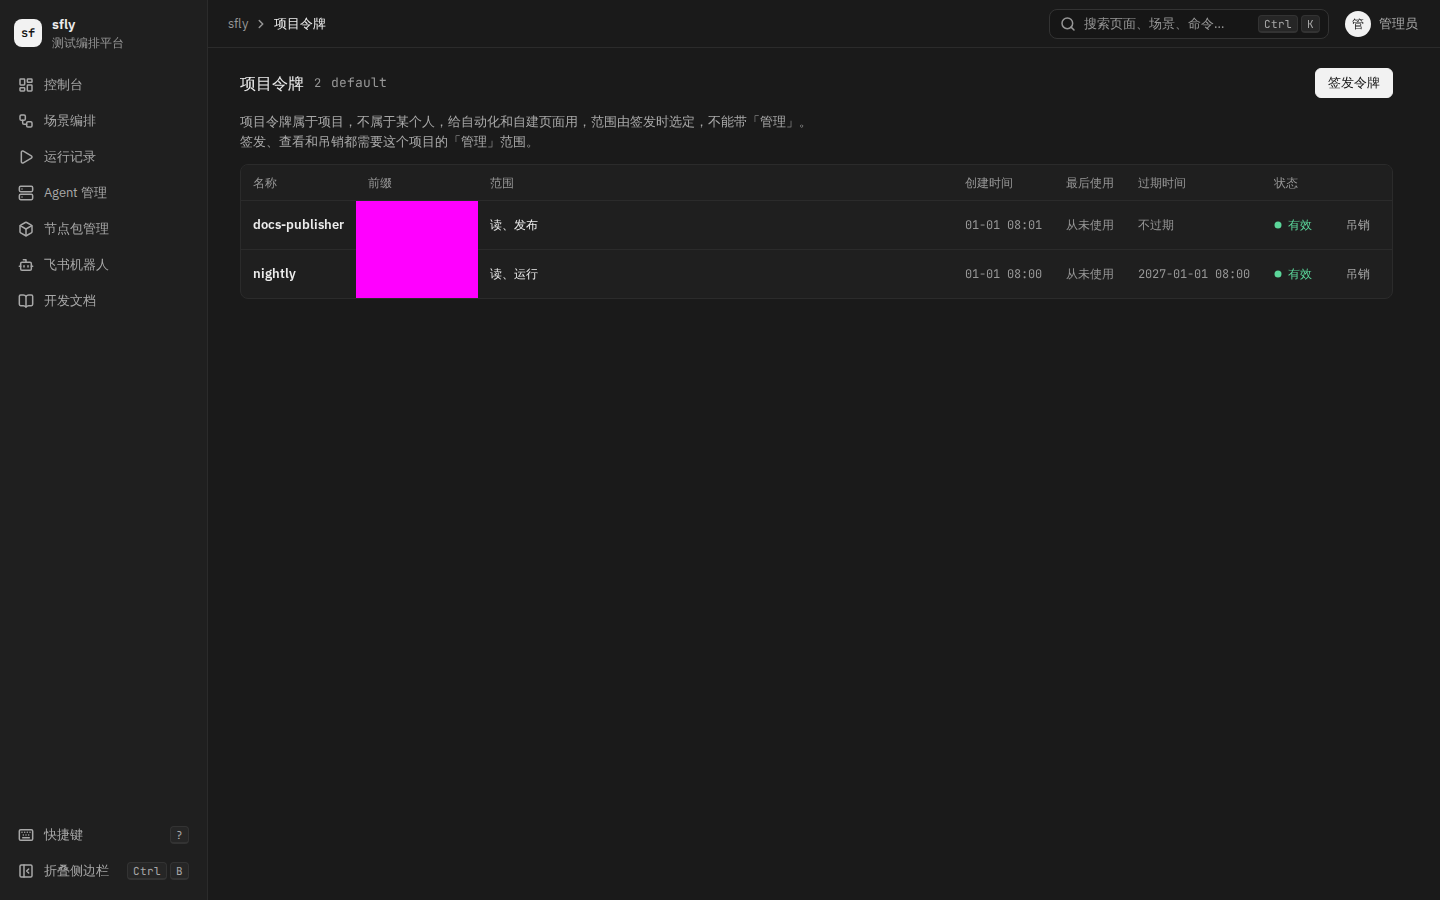 sf
sfly
测试编排平台
控制台
场景编排
运行记录
Agent 管理
节点包管理
飞书机器人
开发文档
快捷键 ?
折叠侧边栏 Ctrl B
sfly > 项目令牌
搜索页面、场景、命令... Ctrl K
管 管理员
项目令牌 2 default
签发令牌
项目令牌属于项目，不属于某个人，给自动化和自建页面用，范围由签发时选定，不能带「管理」。
签发、查看和吊销都需要这个项目的「管理」范围。
名称 前缀 范围 创建时间 最后使用 过期时间 状态
docs-publisher 读、发布 01-01 08:01 从未使用 不过期 有效 吊销
nightly 读、运行 01-01 08:00 从未使用 2027-01-01 08:00 有效 吊销